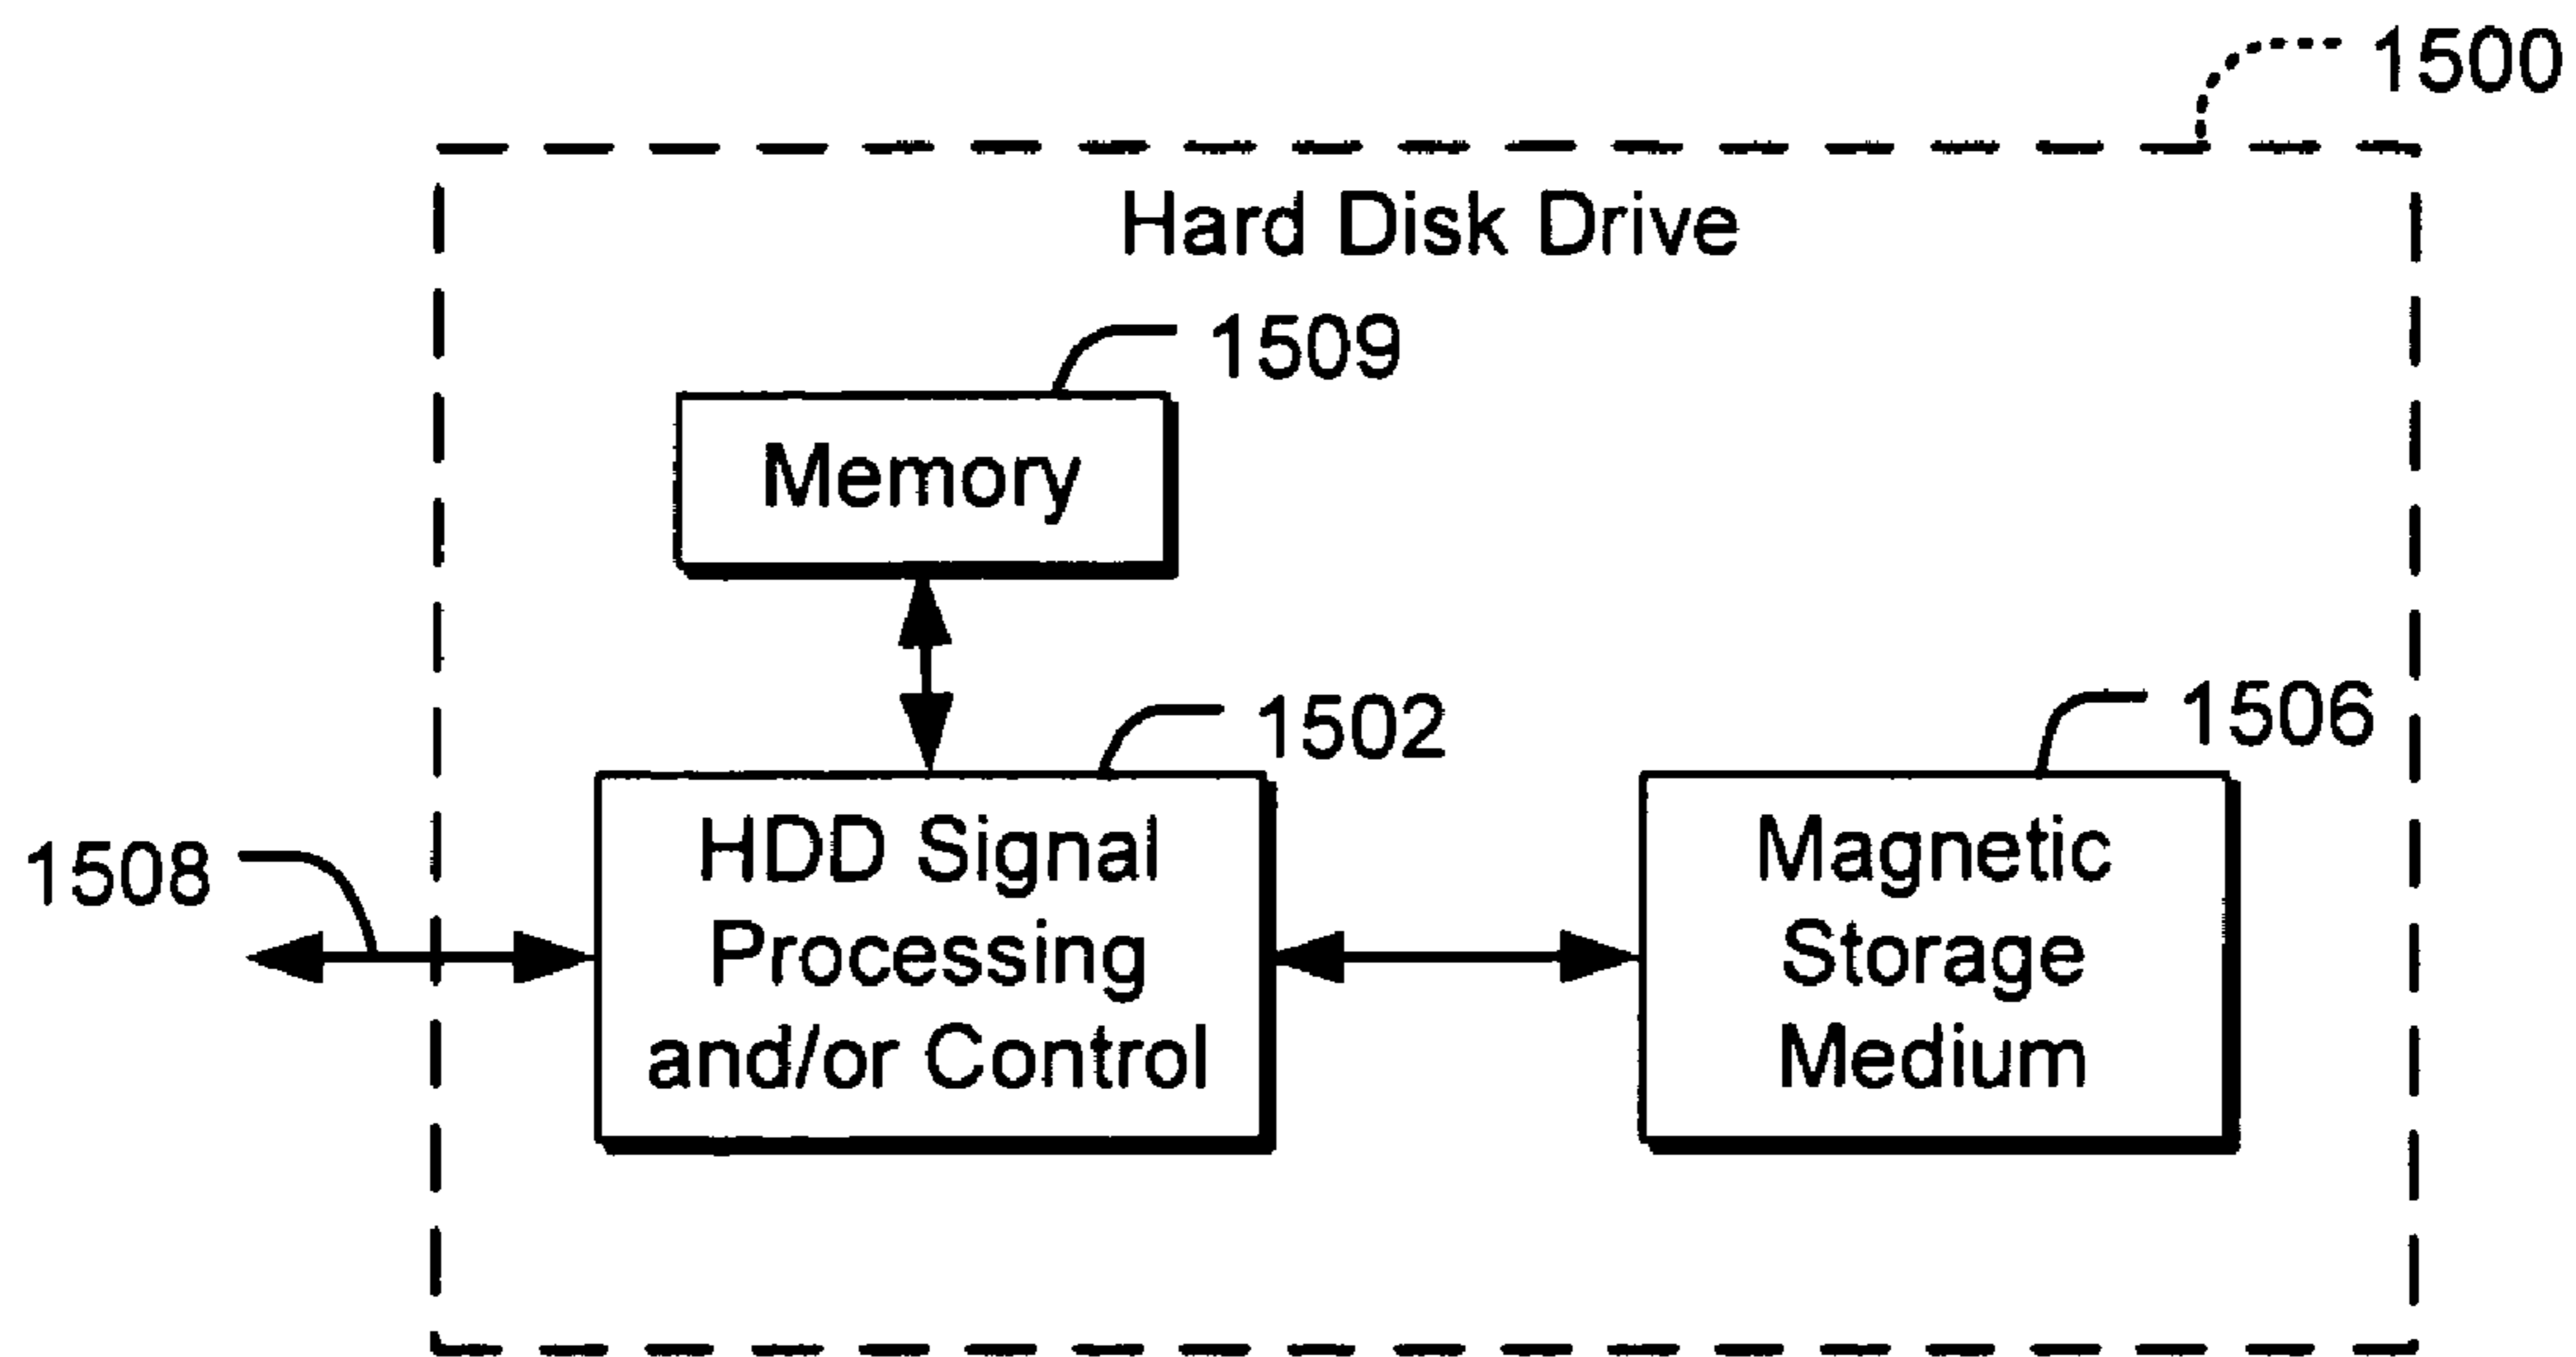 1500
Hard Disk Drive
1509
Memory
1502
1506
1508
HDD Signal
Processing
and/or Control
Magnetic
Storage
Medium